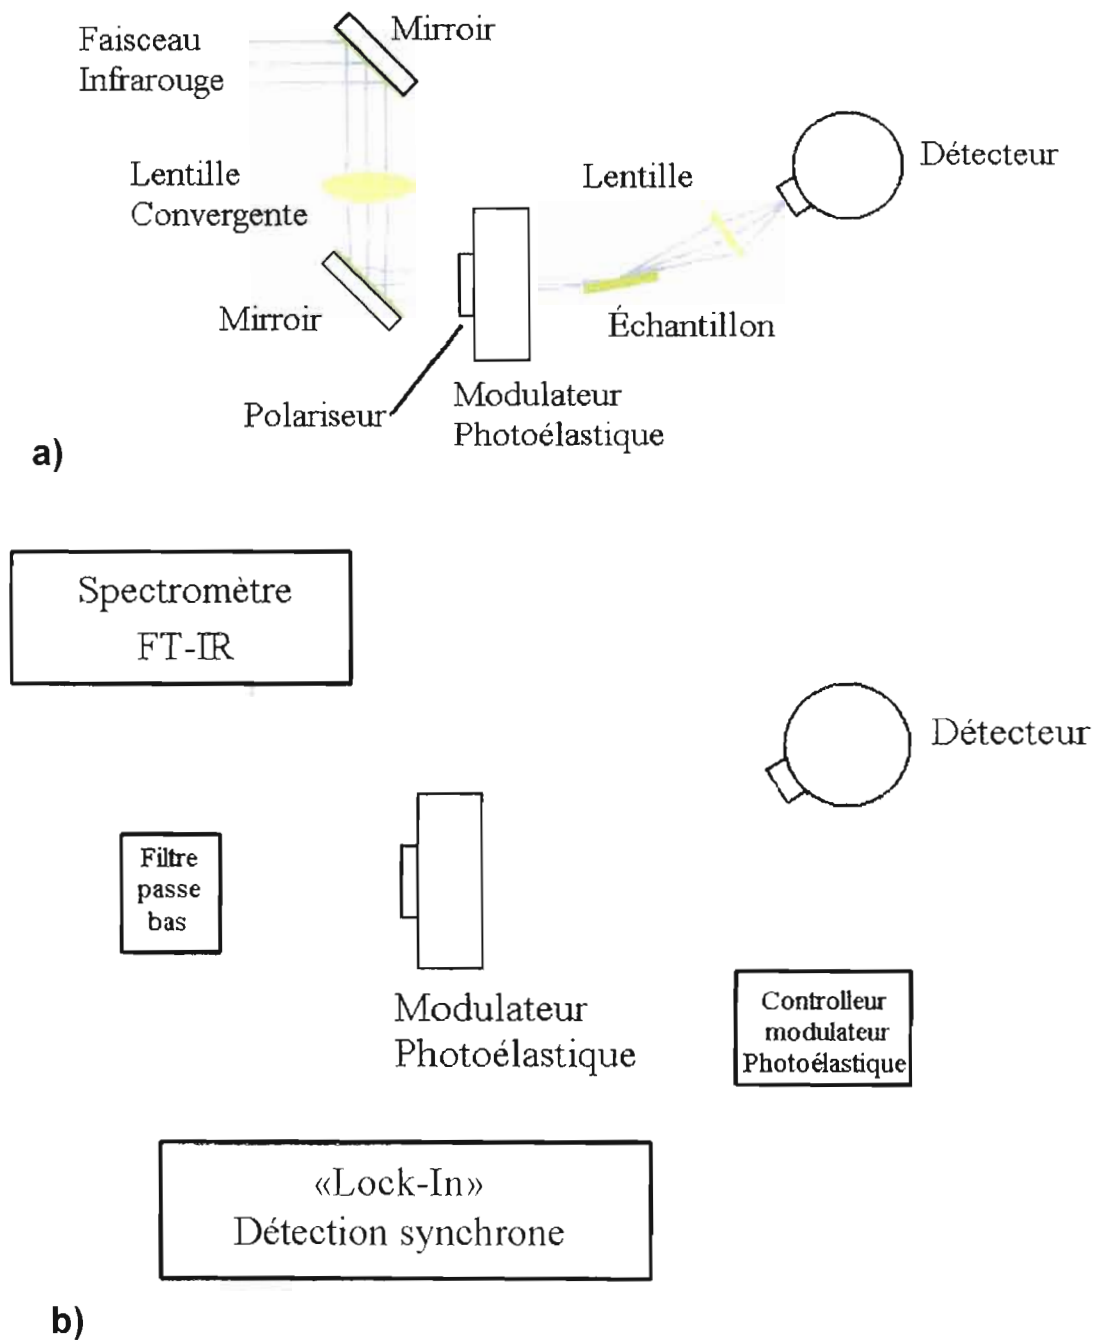 Faisceau
Infrarouge
Mirroir
Lentille
Convergente
Lentille
Détecteur
Mirroir
Échantillon
Polariseur
Modulateur
Photoélastique
a)
Spectromètre
FT-IR
Détecteur
Filtre
passe
bas
Modulateur
Photoélastique
Controlleur
modulateur
Photoélastique
«Lock-In»
Détection synchrone
b)